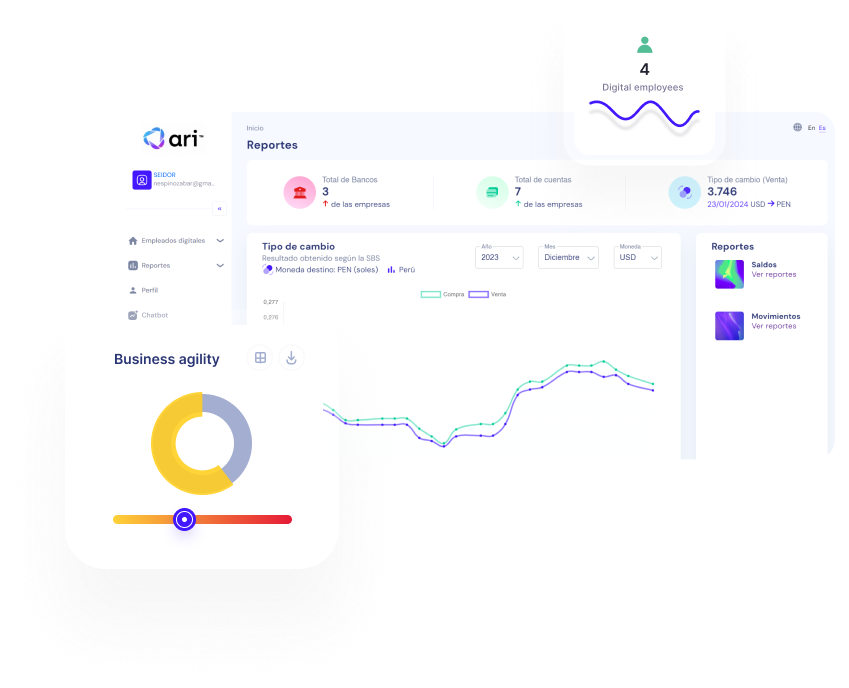 4
Digital employees
ari™
Inicio
En Es
Reportes
SEIDOR
nespinozabar@gma..
«
Total de Bancos
3
↑ de las empresas
Total de cuentas
7
↑ de las empresas
Tipo de cambio (Venta)
3.746
23/01/2024 USD → PEN
Empleados digitales
Reportes
Perfil
Chatbot
Tipo de cambio
Resultado obtenido según la SBS
Moneda destino: PEN (soles) Perú
Año
2023
Mes
Diciembre
Moneda
USD
Compra Venta
0,277
0,276
Reportes
Saldos
Ver reportes
Movimientos
Ver reportes
Business agility